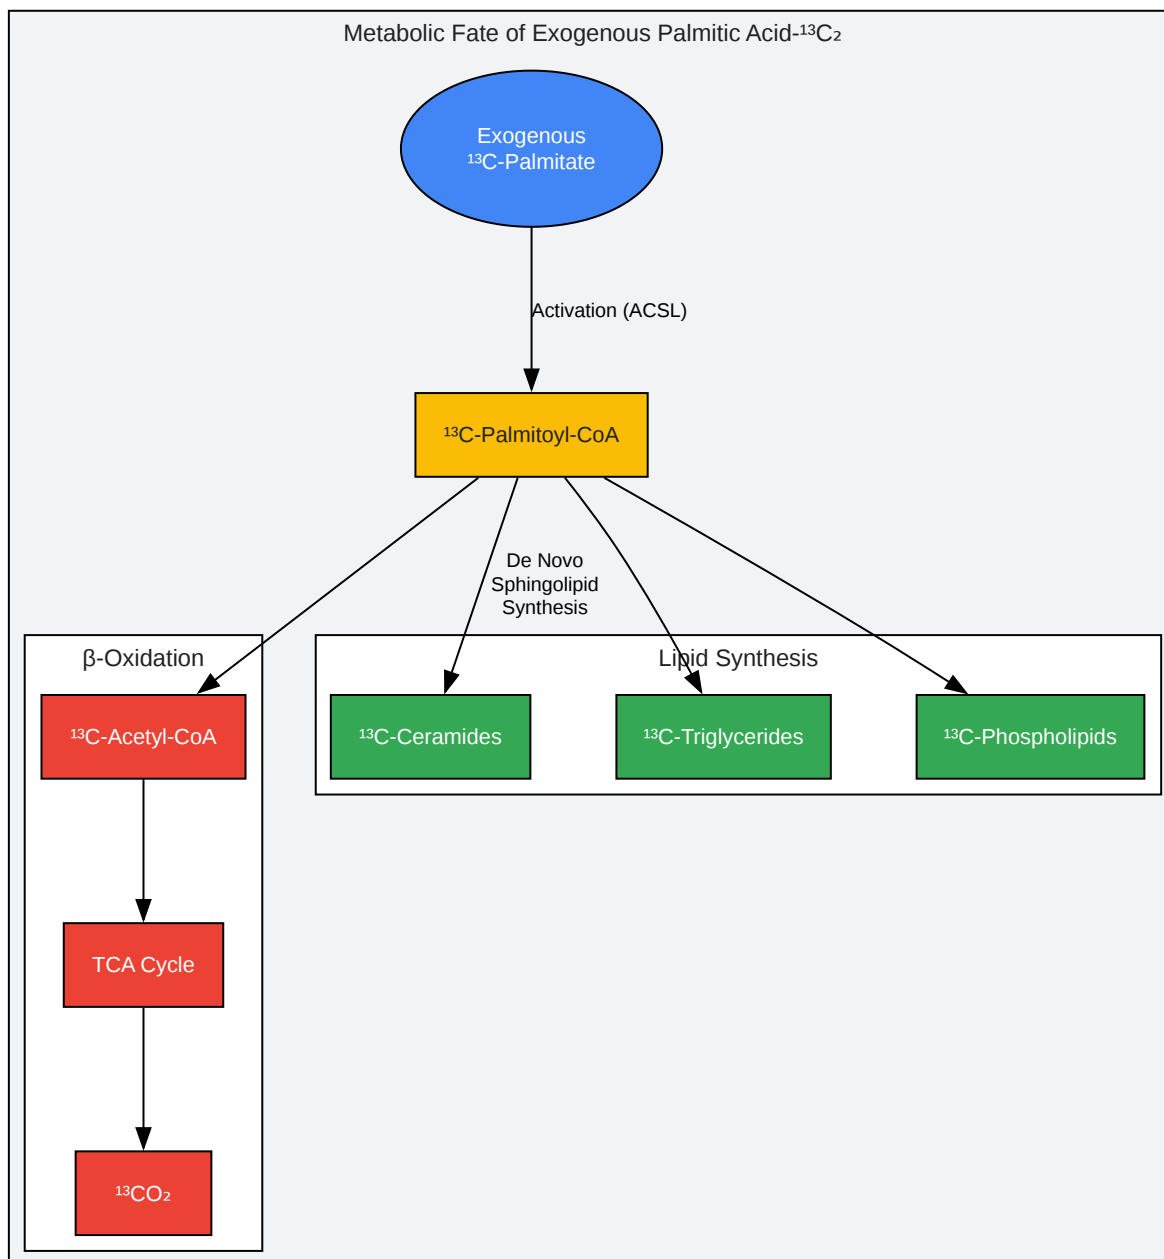 Metabolic Fate of Exogenous Palmitic Acid-¹³C₂
Exogenous
¹³C-Palmitate
Activation (ACSL)
¹³C-Palmitoyl-CoA
De Novo
Sphingolipid
Synthesis
β-Oxidation
Lipid Synthesis
¹³C-Acetyl-CoA
¹³C-Ceramides
¹³C-Triglycerides
¹³C-Phospholipids
TCA Cycle
¹³CO₂